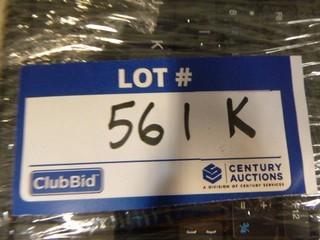 LOT #
561 K
ClubBid
CENTURY
AUCTIONS
A DIVISION OF CENTURY SERVICES